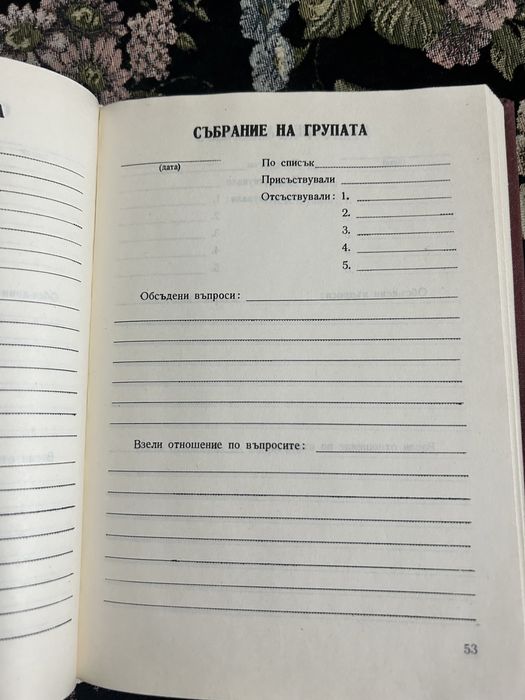 СЪБРАНИЕ НА ГРУПАТА
По списък
(дата)
Присъствували
Отсъствували: 1.
2.
3.
4.
5.
Обсъдени въпроси:
Взели отношение по въпросите:
53